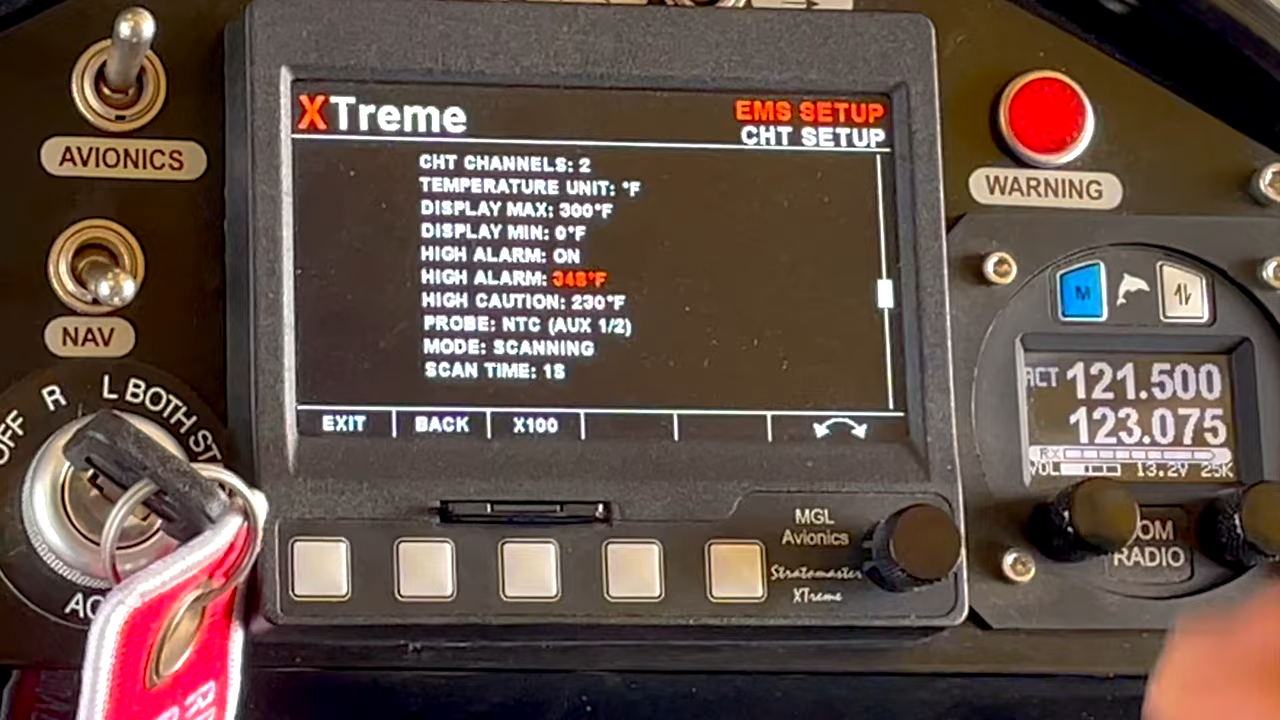 AVIONICS
NAV
OFF R L BOTH ST
XTreme
EMS SETUP
CHT SETUP
CHT CHANNELS: 2
TEMPERATURE UNIT: °F
DISPLAY MAX: 300°F
DISPLAY MIN: 0°F
HIGH ALARM: ON
HIGH ALARM: 348°F
HIGH CAUTION: 230°F
PROBE: NTC (AUX 1/2)
MODE: SCANNING
SCAN TIME: 1S
EXIT BACK X100
MGL
Avionics
Stratomaster
XTreme
WARNING
M
ACT 121.500
123.075
RX
VOL 13.2V 25K
COM
RADIO